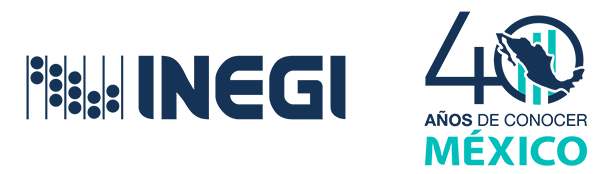 INEGI
40
AÑOS DE CONOCER
MÉXICO